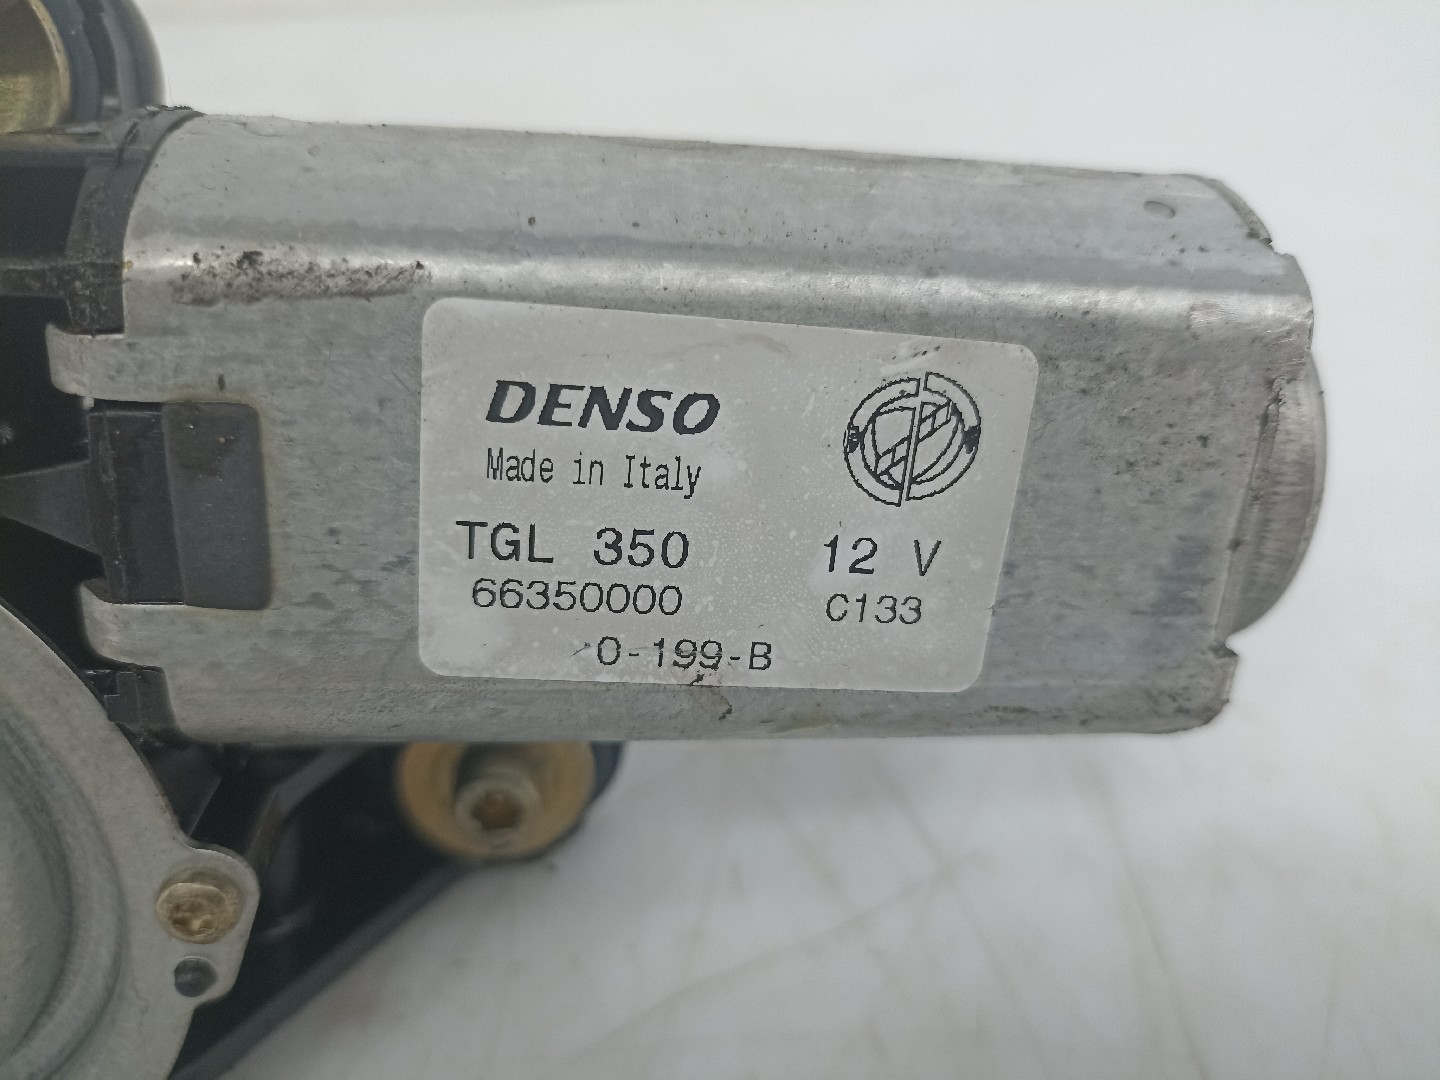 DENSO
Made in Italy
TGL 350 12 V
66350000 C133
0-199-B